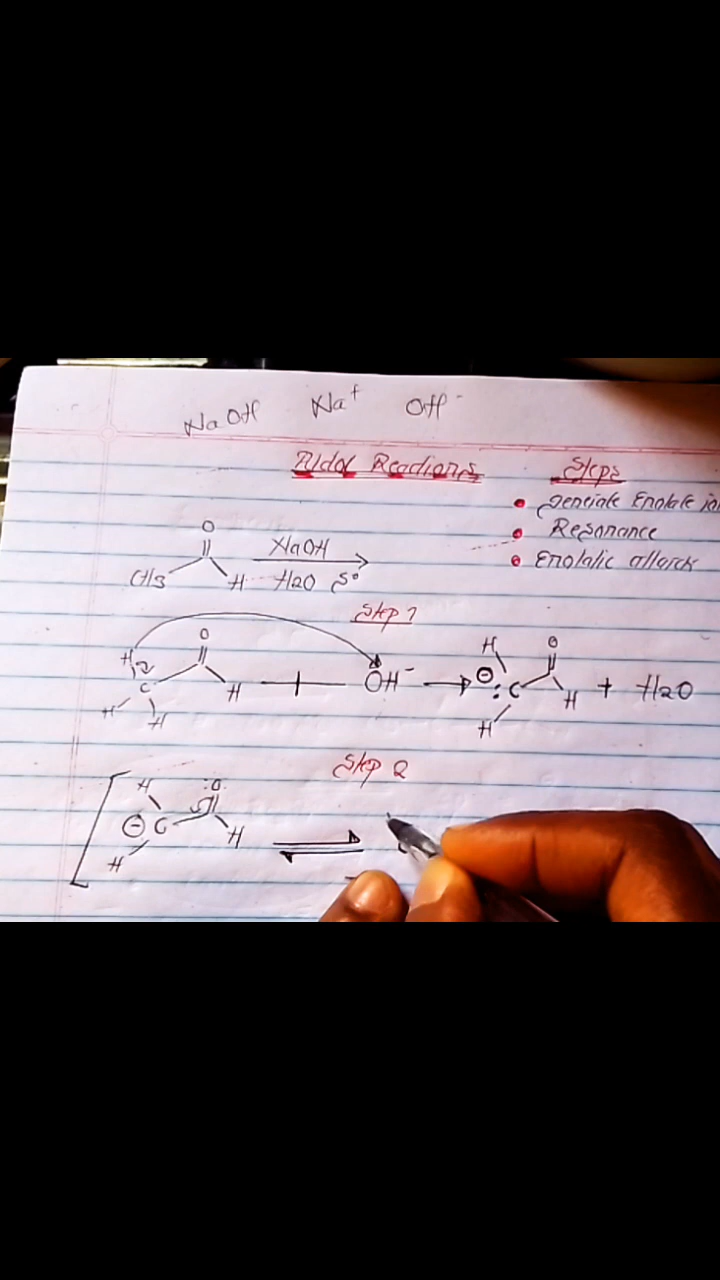 NaOH Na+ OH-
Aldol Reactions
Steps
• generate Enolate ion
• Resonance
• Enolatic attarck
O
CH3 H
NaOH
H2O 5°
Step 1
H O
C H
H H
+ OH- → H O
⊖ : C H
H
+ H2O
Step 2
H :O:
⊖ C H
H